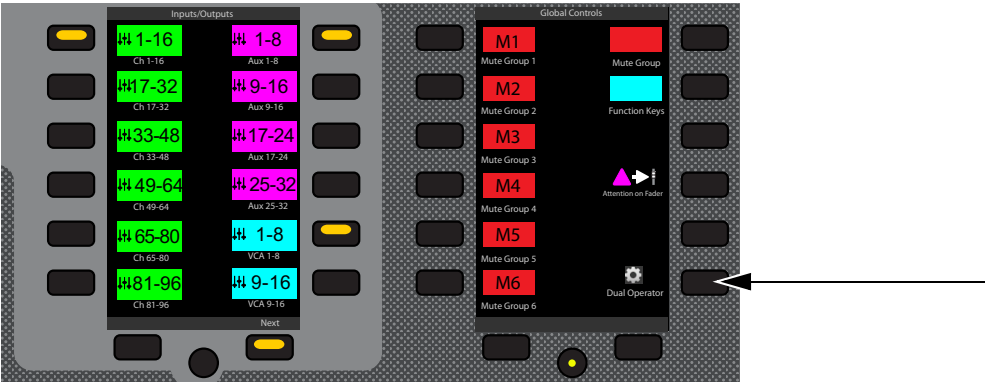 Inputs/Outputs
1-16
Ch 1-16
17-32
Ch 17-32
33-48
Ch 33-48
49-64
Ch 49-64
65-80
Ch 65-80
81-96
Ch 81-96
1-8
Aux 1-8
9-16
Aux 9-16
17-24
Aux 17-24
25-32
Aux 25-32
1-8
VCA 1-8
9-16
VCA 9-16
Next
Global Controls
M1
Mute Group 1
M2
Mute Group 2
M3
Mute Group 3
M4
Mute Group 4
M5
Mute Group 5
M6
Mute Group 6
Mute Group
Function Keys
Attention on Fader
Dual Operator